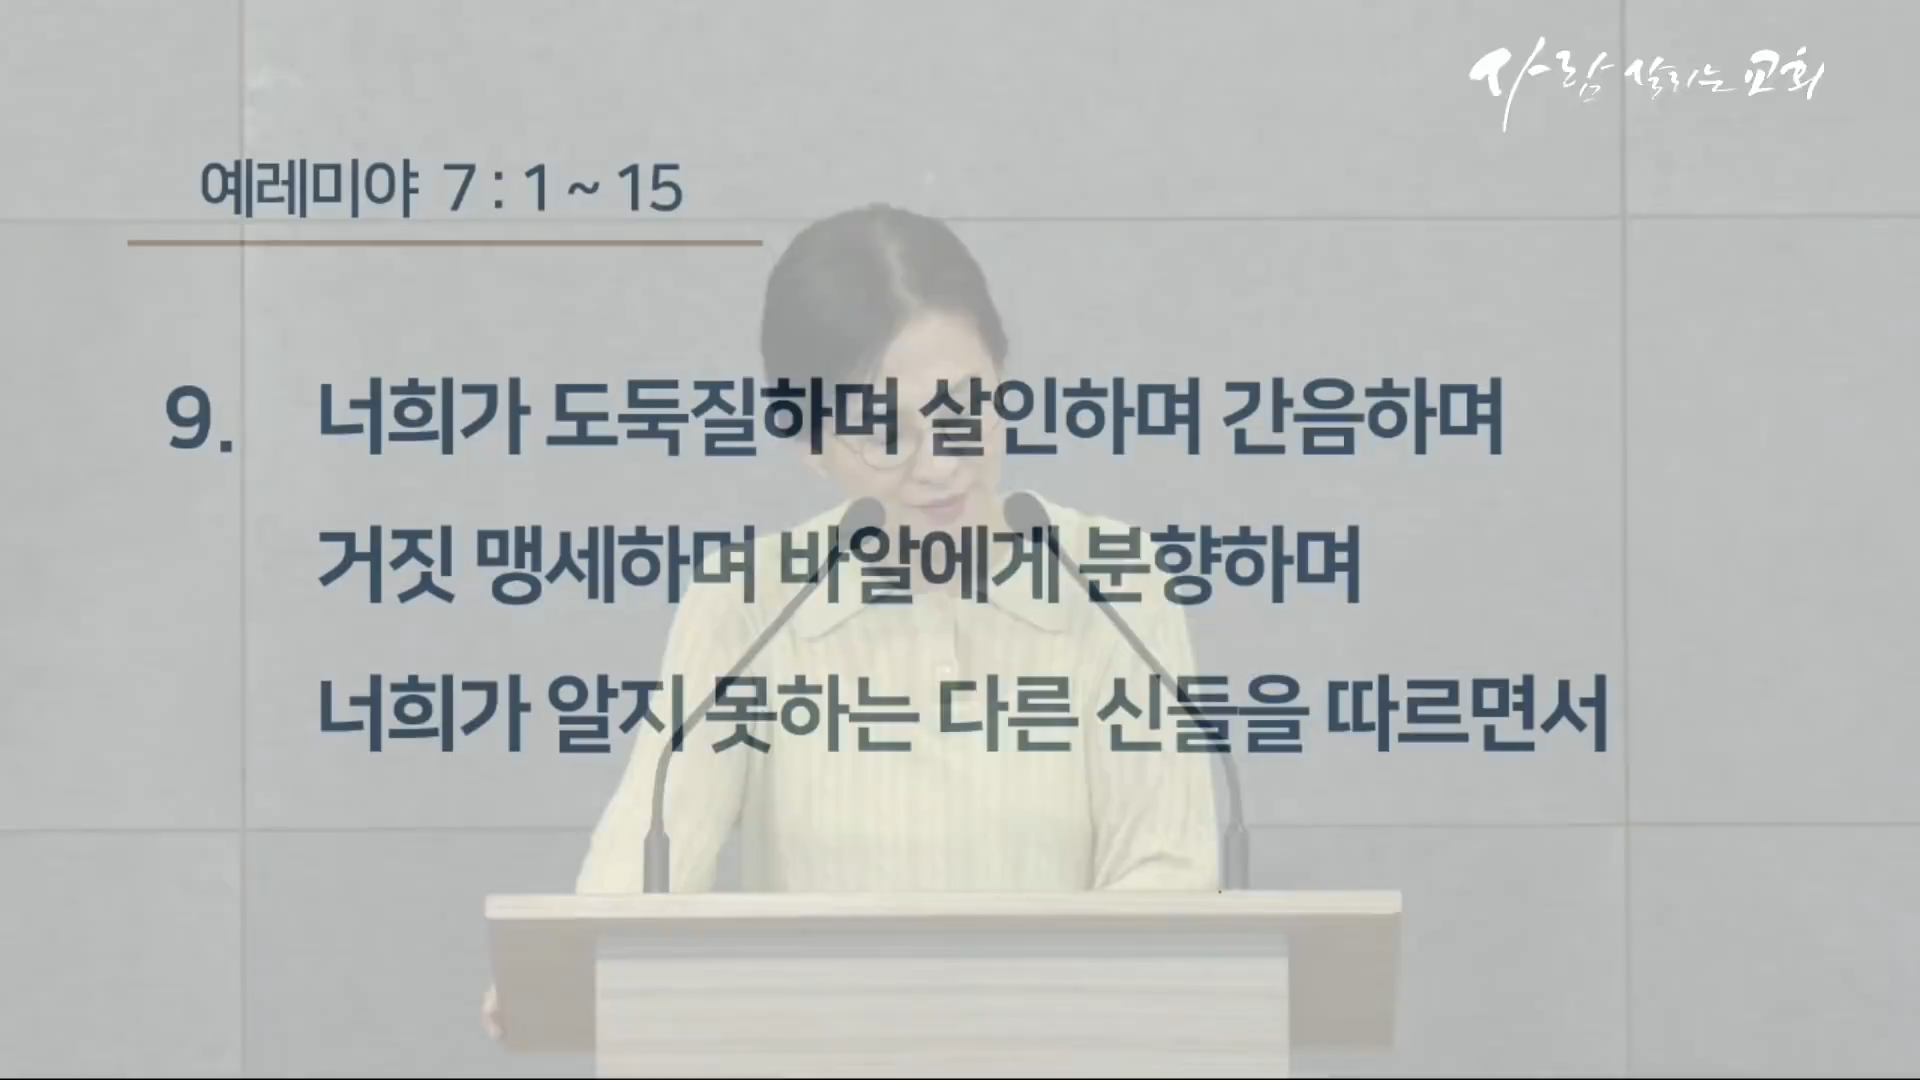 사람 살리는 교회
예레미야 7 : 1 ~ 15
9. 너희가 도둑질하며 살인하며 간음하며
거짓 맹세하며 바알에게 분향하며
너희가 알지 못하는 다른 신들을 따르면서